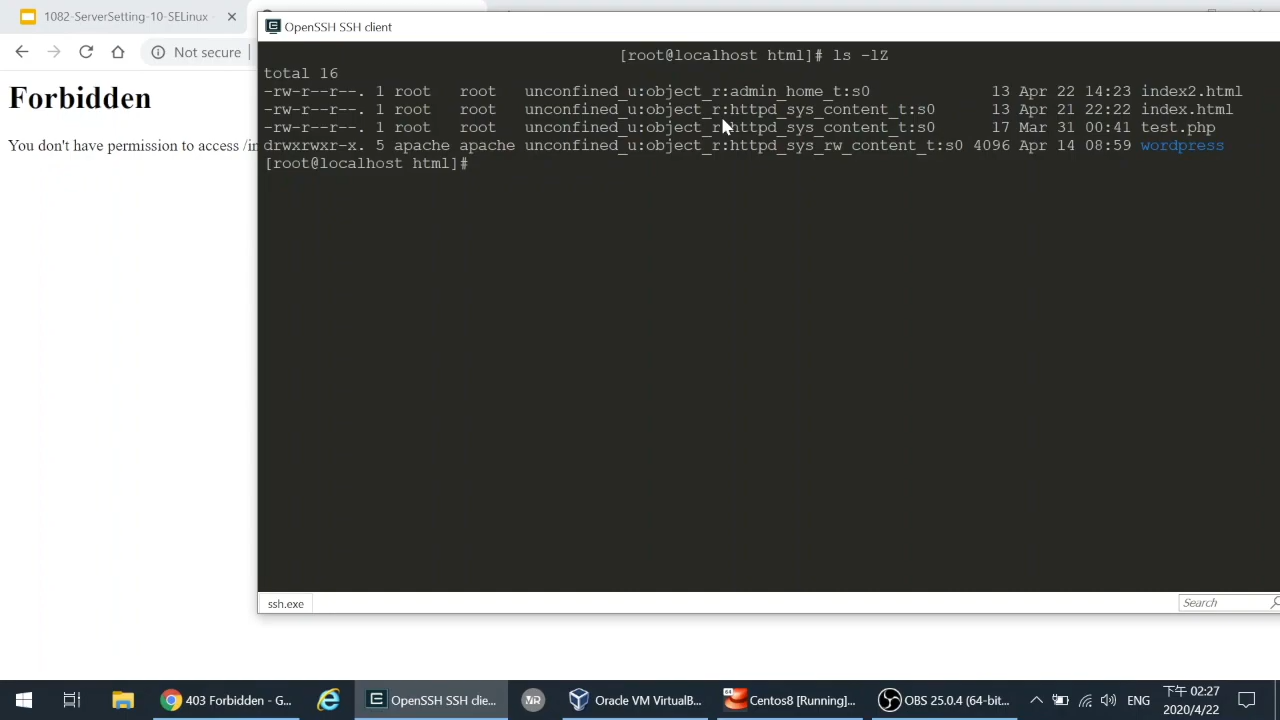 1082-ServerSetting-10-SELinux
OpenSSH SSH client
Not secure
Forbidden
You don't have permission to access /in
[root@localhost html]# ls -lZ
total 16
-rw-r--r--. 1 root   root   unconfined_u:object_r:admin_home_t:s0             13 Apr 22 14:23 index2.html
-rw-r--r--. 1 root   root   unconfined_u:object_r:httpd_sys_content_t:s0      13 Apr 21 22:22 index.html
-rw-r--r--. 1 root   root   unconfined_u:object_r:httpd_sys_content_t:s0      17 Mar 31 00:41 test.php
drwxrwxr-x. 5 apache apache unconfined_u:object_r:httpd_sys_rw_content_t:s0 4096 Apr 14 08:59 wordpress
[root@localhost html]#
ssh.exe
Search
403 Forbidden - G...
OpenSSH SSH clie...
MR
Oracle VM VirtualB...
Centos8 [Running]...
OBS 25.0.4 (64-bit...
ENG
下午 02:27
2020/4/22